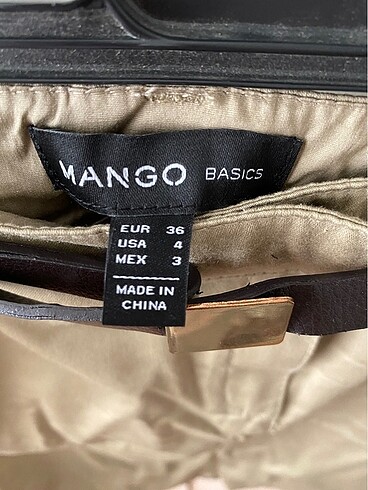 MANGO BASICS
EUR 36
USA 4
MEX 3
MADE IN
CHINA